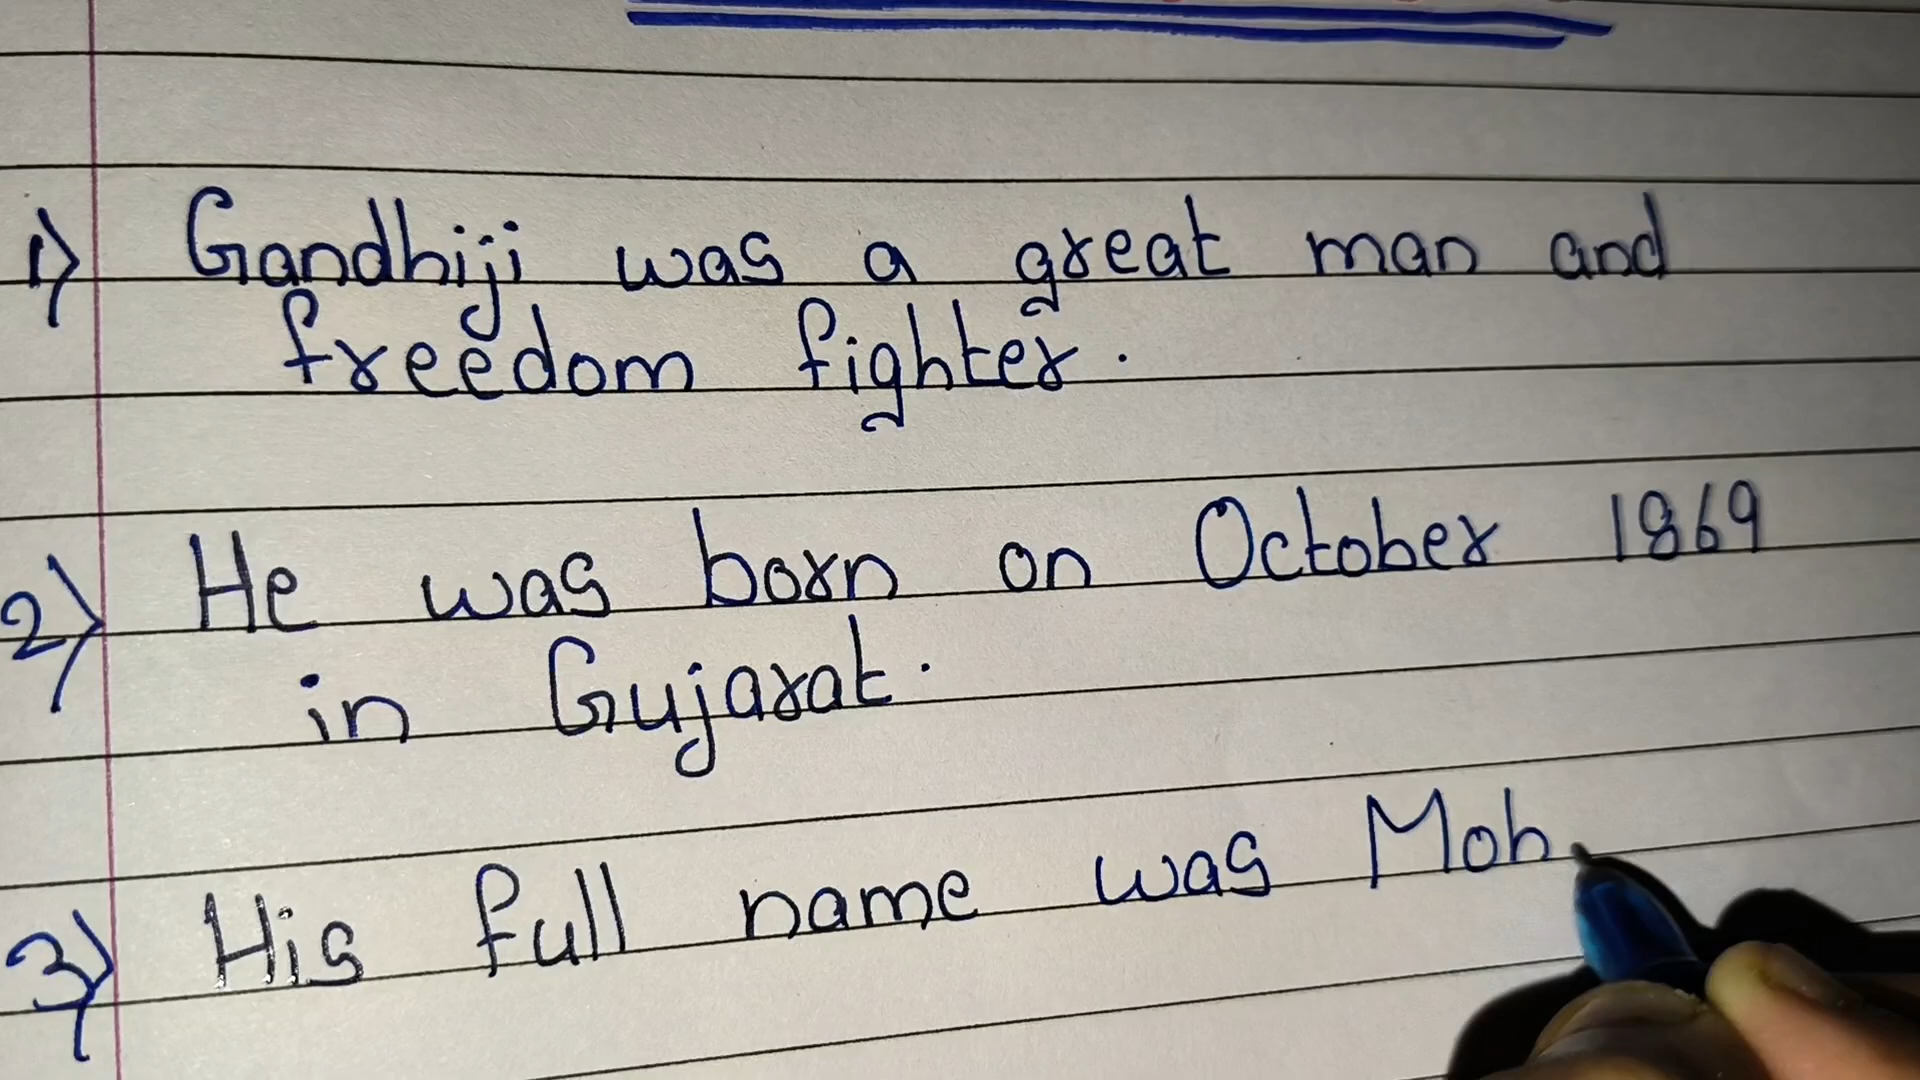 1) Gandhiji was a great man and
freedom fighter.
2) He was born on October 1869
in Gujarat.
3) His full name was Moh